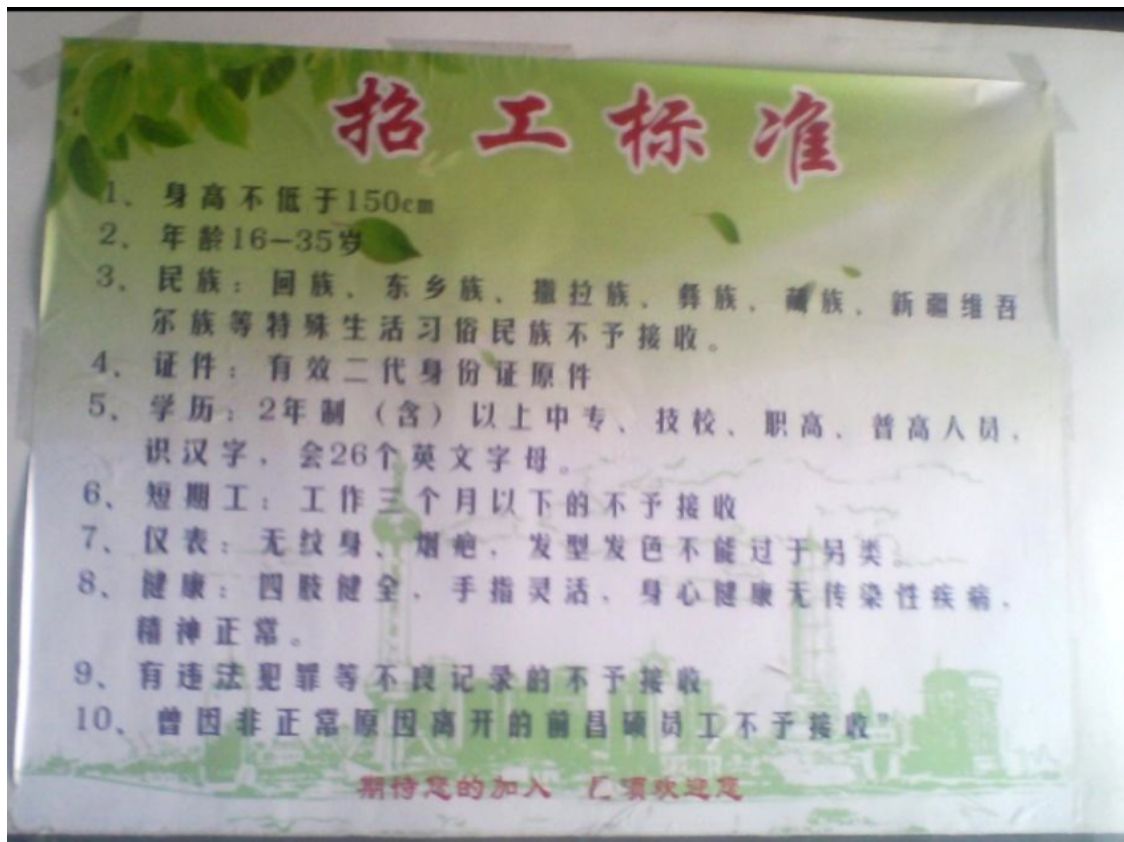 招工标准
1、身高不低于150cm
2、年龄16—35岁
3、民族：回族、东乡族、撒拉族、彝族、藏族、新疆维吾
尔族等特殊生活习俗民族不予接收。
4、证件：有效二代身份证原件
5、学历：2年制（含）以上中专、技校、职高、普高人员，
识汉字，会26个英文字母。
6、短期工：工作三个月以下的不予接收
7、仪表：无纹身、烟疤，发型发色不能过于另类。
8、健康：四肢健全，手指灵活，身心健康无传染性疾病，
精神正常。
9、有违法犯罪等不良记录的不予接收
10、曾因非正常原因离开的前昌硕员工不予接收”
期待您的加入 欢迎您